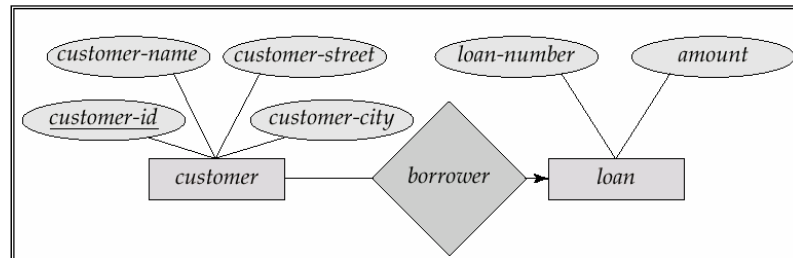 customer-name customer-street loan-number amount
customer-id customer-city
customer borrower loan